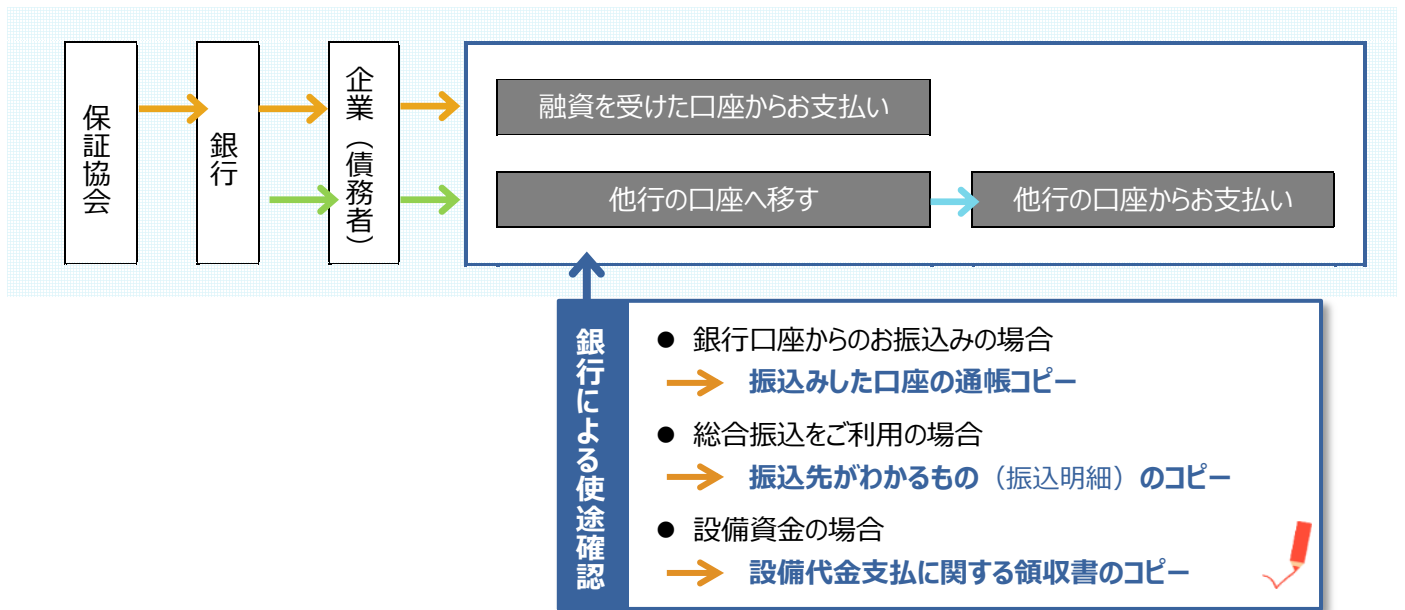 保証協会
銀行
企業（債務者）
融資を受けた口座からお支払い
他行の口座へ移す
他行の口座からお支払い
銀行による使途確認
● 銀行口座からのお振込みの場合
振込みした口座の通帳コピー
● 総合振込をご利用の場合
振込先がわかるもの（振込明細）のコピー
● 設備資金の場合
設備代金支払に関する領収書のコピー